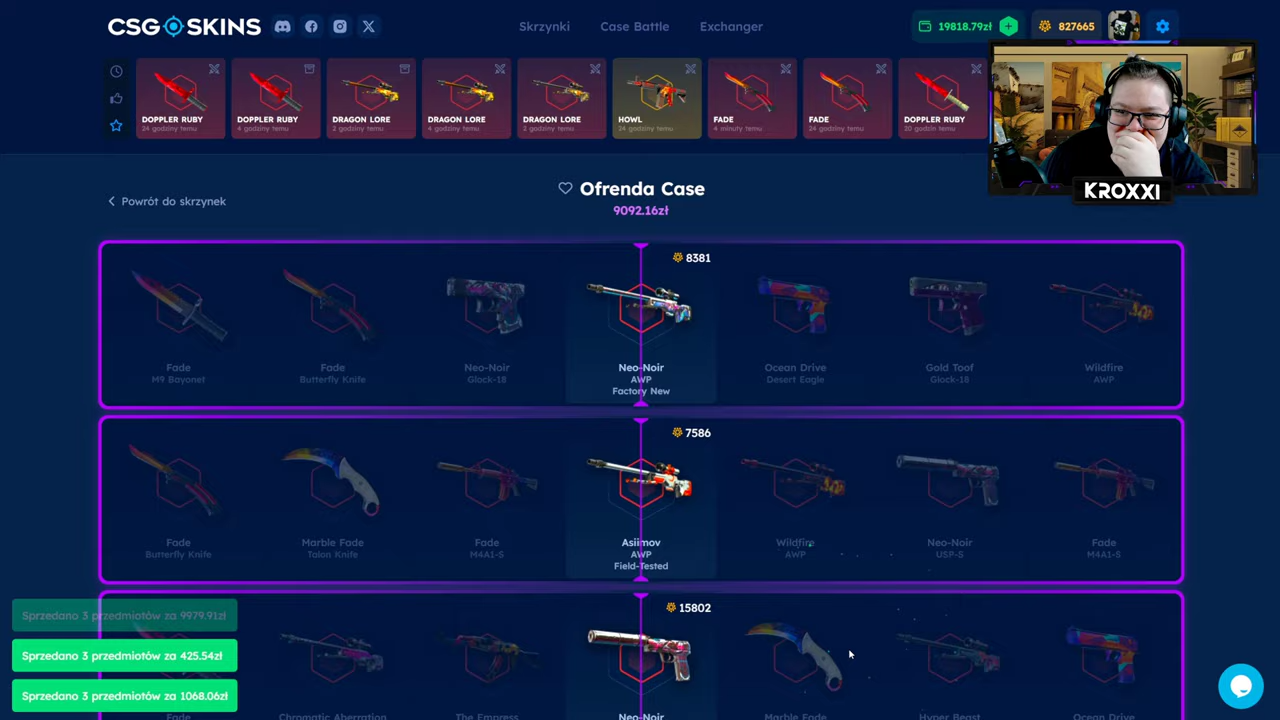 CSG SKINS
Skrzynki
Case Battle
Exchanger
19818.79zł
827665
DOPPLER RUBY
24 godziny temu
DOPPLER RUBY
6 godziny temu
DRAGON LORE
2 godziny temu
DRAGON LORE
4 godziny temu
DRAGON LORE
2 godziny temu
HOWL
24 godziny temu
FADE
4 minuty temu
FADE
24 godziny temu
DOPPLER RUBY
20 godzin temu
KROXXI
Powrót do skrzynek
Ofrenda Case
9092.16zł
8381
Fade
M9 Bayonet
Fade
Butterfly Knife
Neo-Noir
Glock-18
Neo-Noir
AWP
Factory New
Ocean Drive
Desert Eagle
Gold Toof
Glock-18
Wildfire
AWP
7586
Fade
Butterfly Knife
Marble Fade
Talon Knife
Fade
M4A1-S
Asiimov
AWP
Field-Tested
Wildfire
AWP
Neo-Noir
USP-S
Fade
M4A1-S
15802
Fade
Chromatic Aberration
The Empress
Neo-Noir
Marble Fade
Hyper Beast
Ocean Drive
Sprzedano 3 przedmiotów za 9979.91zł
Sprzedano 3 przedmiotów za 425.54zł
Sprzedano 3 przedmiotów za 1068.06zł